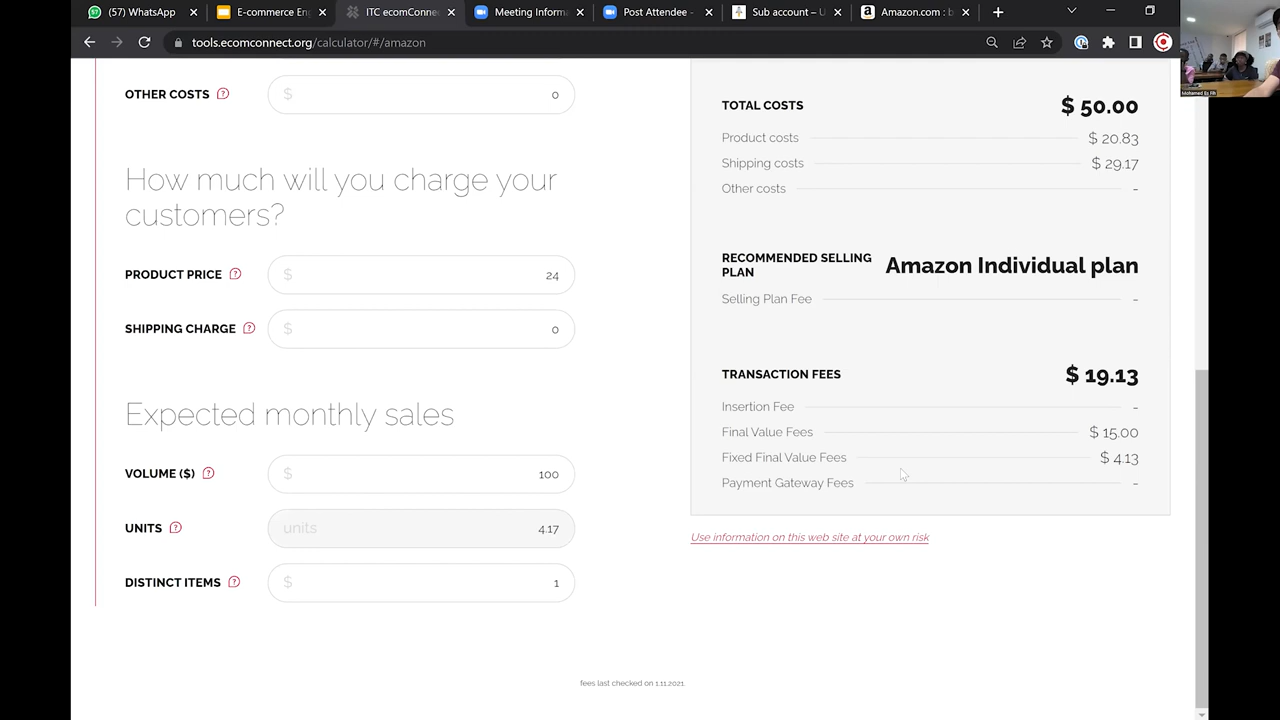 (57) WhatsApp
E-commerce Eng
ITC ecomConne
Meeting Informa
Post Attendee -
Sub account – U
Amazon.com : b
tools.ecomconnect.org/calculator/#/amazon
Mohamed Es Fih
OTHER COSTS ?
$ 0
How much will you charge your
customers?
PRODUCT PRICE ?
$ 24
SHIPPING CHARGE ?
$ 0
Expected monthly sales
VOLUME ($) ?
$ 100
UNITS ?
units 4.17
DISTINCT ITEMS ?
$ 1
TOTAL COSTS $ 50.00
Product costs $ 20.83
Shipping costs $ 29.17
Other costs -
RECOMMENDED SELLING
PLAN
Amazon Individual plan
Selling Plan Fee -
TRANSACTION FEES $ 19.13
Insertion Fee -
Final Value Fees $ 15.00
Fixed Final Value Fees $ 4.13
Payment Gateway Fees -
Use information on this web site at your own risk
fees last checked on 1.11.2021.